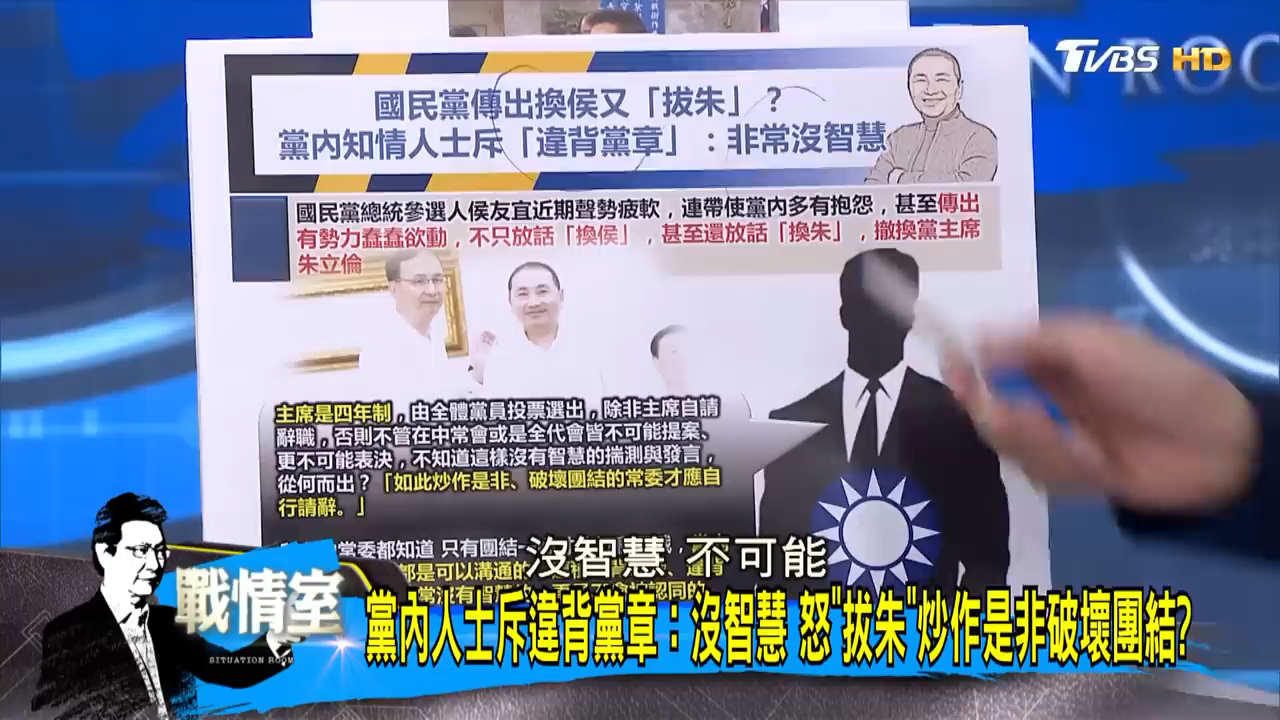 TVBS HD
N ROO
國民黨傳出換侯又「拔朱」？
黨內知情人士斥「違背黨章」：非常沒智慧
國民黨總統參選人侯友宜近期聲勢疲軟，連帶使黨內多有抱怨，甚至傳出
有勢力蠢蠢欲動，不只放話「換侯」，甚至還放話「換朱」，撤換黨主席
朱立倫
主席是四年制，由全體黨員投票選出，除非主席自請
辭職，否則不管在中常會或是全代會皆不可能提案、
更不可能表決，不知道這樣沒有智慧的揣測與發言，
從何而出？「如此炒作是非、破壞團結的常委才應自
行請辭。」
常委都知道 只有團結
都是可以溝通的
沒智慧 不可能
戰情室
SITUATION ROOM
黨內人士斥違背黨章：沒智慧 怒"拔朱"炒作是非破壞團結?